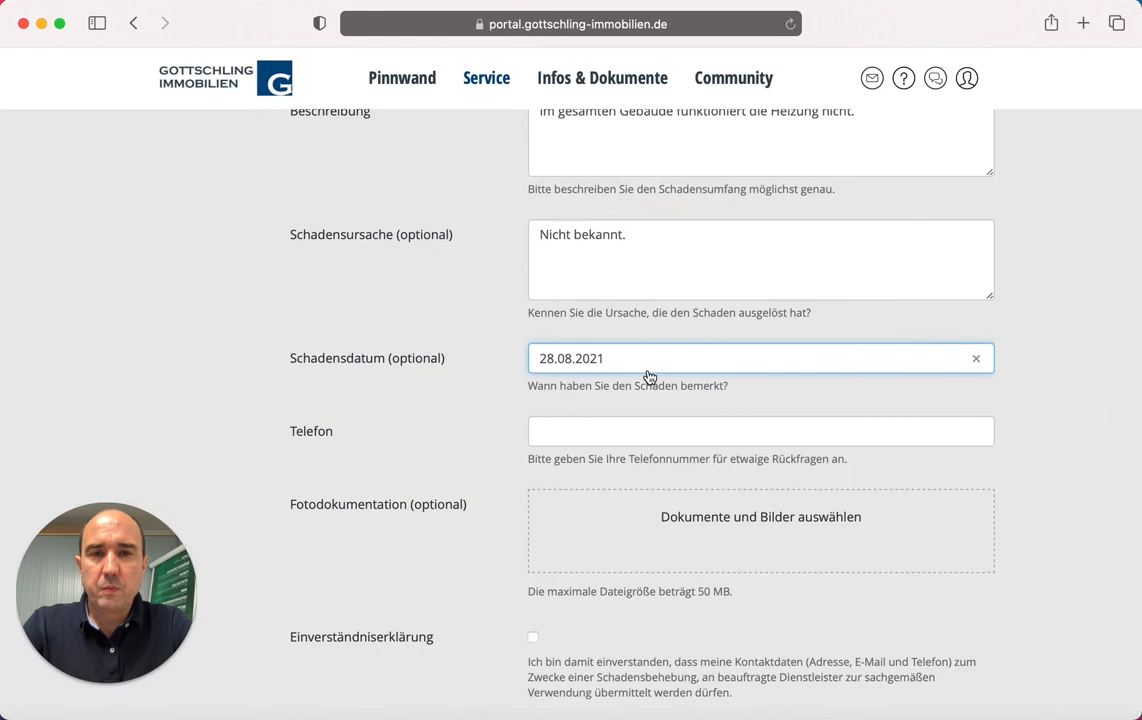 portal.gottschling-immobilien.de
GOTTSCHLING
IMMOBILIEN
G
Pinnwand
Service
Infos & Dokumente
Community
Beschreibung
Im gesamten Gebäude funktioniert die Heizung nicht.
Bitte beschreiben Sie den Schadensumfang möglichst genau.
Schadensursache (optional)
Nicht bekannt.
Kennen Sie die Ursache, die den Schaden ausgelöst hat?
Schadensdatum (optional)
28.08.2021
Wann haben Sie den Schaden bemerkt?
Telefon
Bitte geben Sie Ihre Telefonnummer für etwaige Rückfragen an.
Fotodokumentation (optional)
Dokumente und Bilder auswählen
Die maximale Dateigröße beträgt 50 MB.
Einverständniserklärung
Ich bin damit einverstanden, dass meine Kontaktdaten (Adresse, E-Mail und Telefon) zum
Zwecke einer Schadensbehebung, an beauftragte Dienstleister zur sachgemäßen
Verwendung übermittelt werden dürfen.